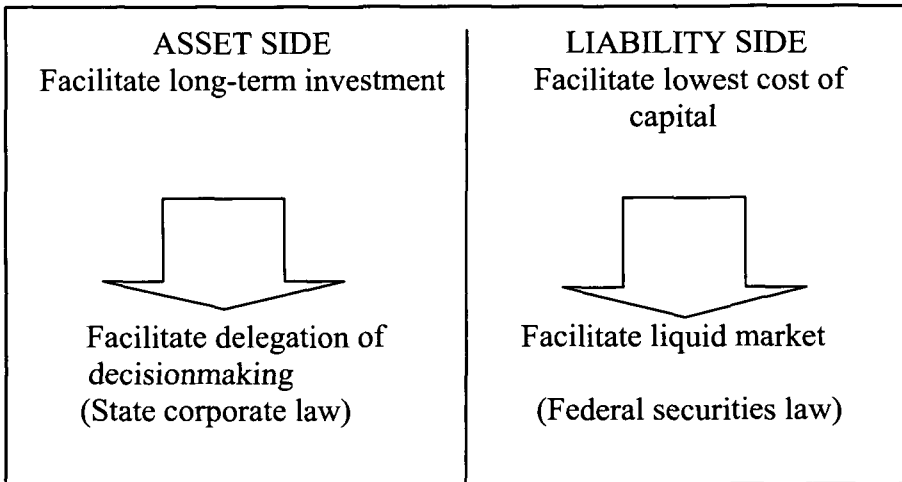 ASSET SIDE
Facilitate long-term investment
Facilitate delegation of
decisionmaking
(State corporate law)
LIABILITY SIDE
Facilitate lowest cost of
capital
Facilitate liquid market
(Federal securities law)